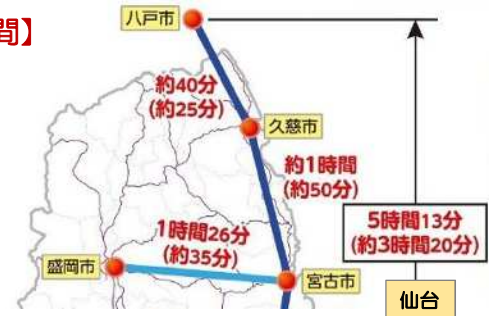 間】
八戸市
約40分
(約25分)
久慈市
約1時間
(約50分)
5時間13分
(約3時間20分)
1時間26分
(約35分)
盛岡市
宮古市
仙台